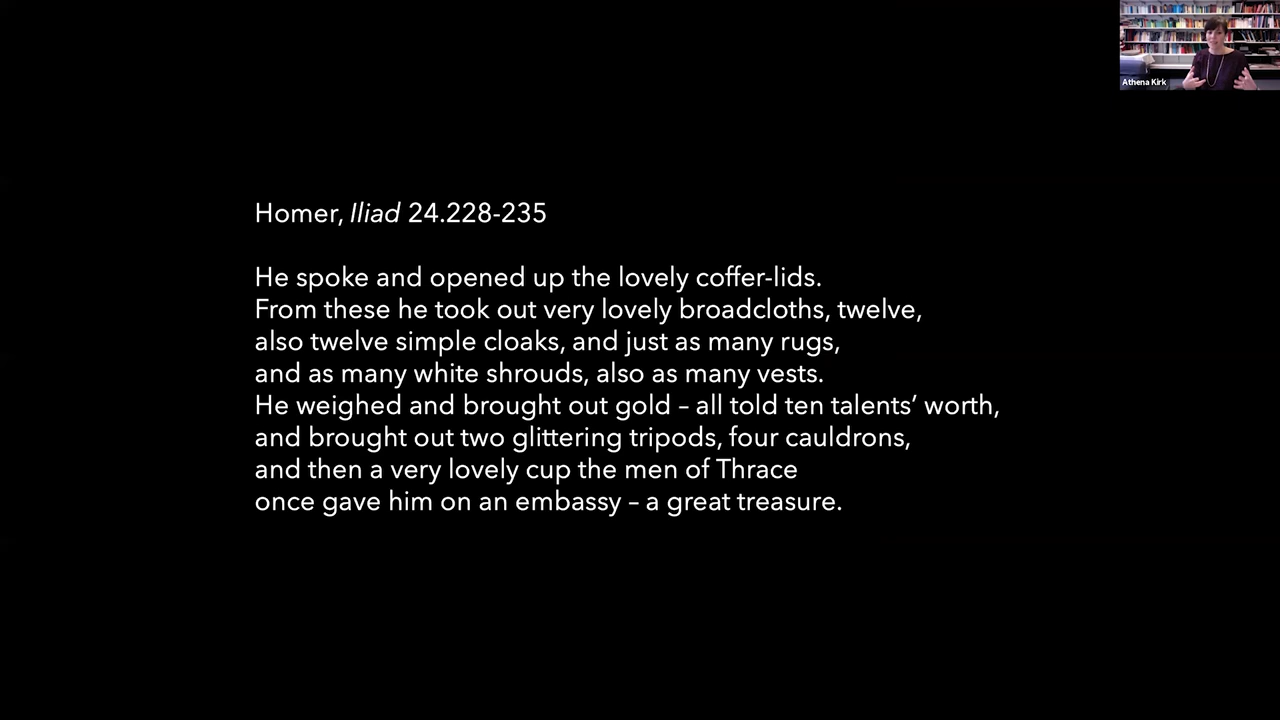 Athena Kirk
Homer, Iliad 24.228-235
He spoke and opened up the lovely coffer-lids.
From these he took out very lovely broadcloths, twelve,
also twelve simple cloaks, and just as many rugs,
and as many white shrouds, also as many vests.
He weighed and brought out gold – all told ten talents’ worth,
and brought out two glittering tripods, four cauldrons,
and then a very lovely cup the men of Thrace
once gave him on an embassy – a great treasure.